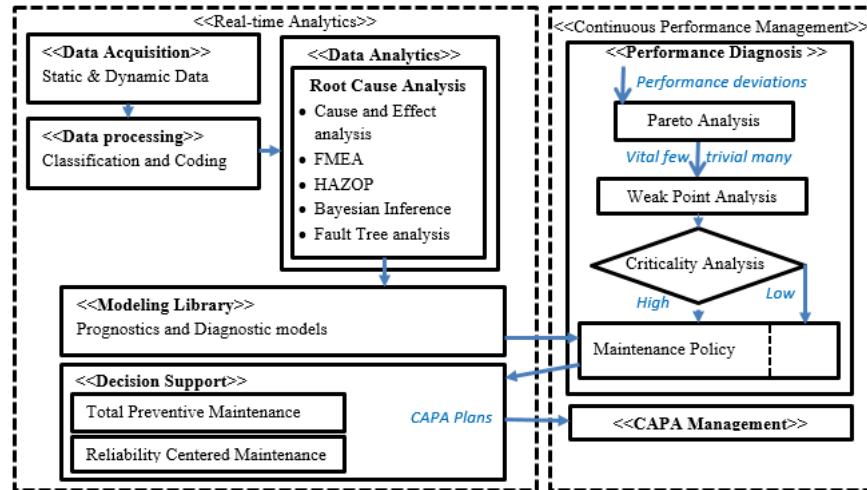 <<Real-time Analytics>>
<<Data Acquisition>>
Static & Dynamic Data
<<Data processing>>
Classification and Coding
<<Data Analytics>>
Root Cause Analysis
• Cause and Effect
analysis
• FMEA
• HAZOP
• Bayesian Inference
• Fault Tree analysis
<<Modeling Library>>
Prognostics and Diagnostic models
<<Decision Support>>
Total Preventive Maintenance
Reliability Centered Maintenance
CAPA Plans
<<Continuous Performance Management>>
<<Performance Diagnosis >>
Performance deviations
Pareto Analysis
Vital few trivial many
Weak Point Analysis
Criticality Analysis
High
Low
Maintenance Policy
<<CAPA Management>>